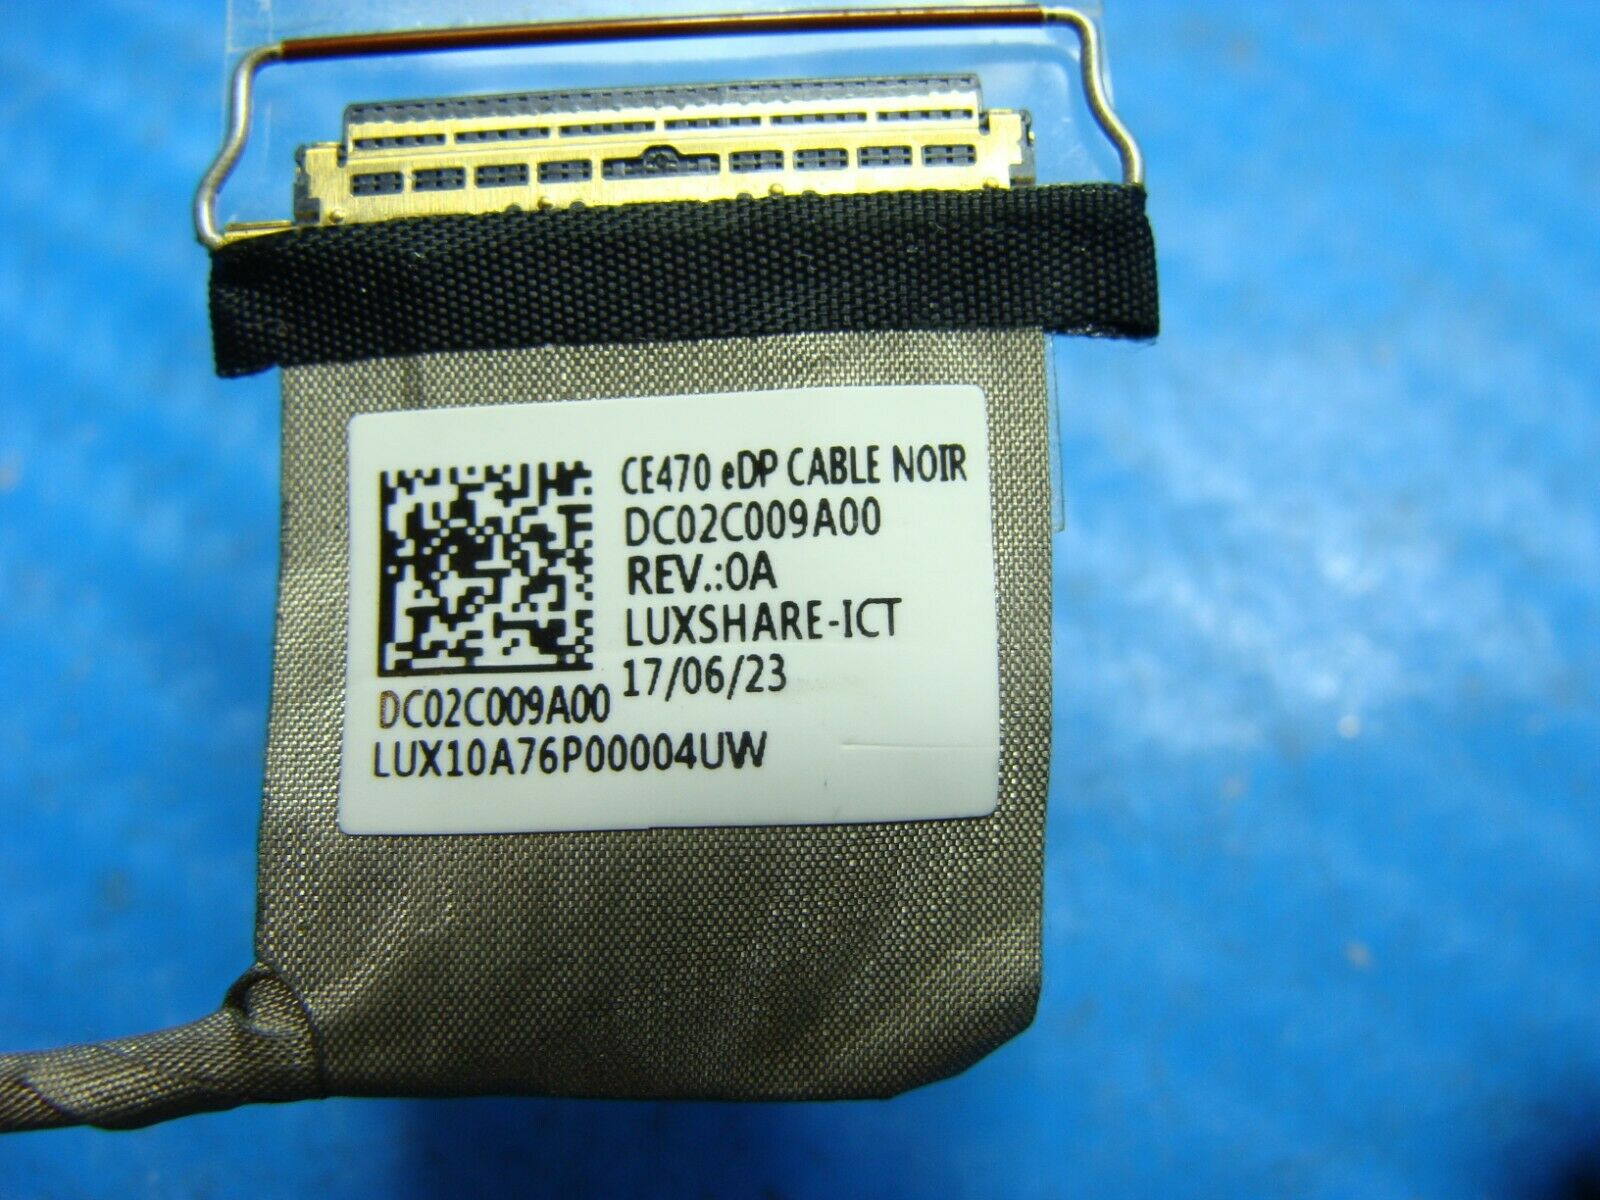 CE470 eDP CABLE NOIR
DC02C009A00
REV.:0A
LUXSHARE-ICT
17/06/23
DC02C009A00
LUX10A76P00004UW